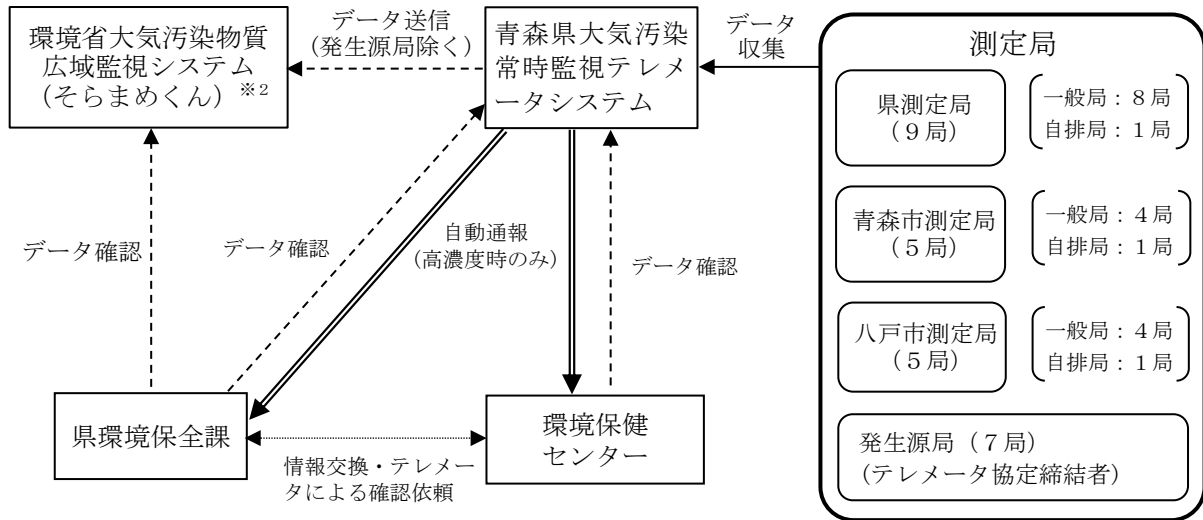 環境省大気汚染物質
広域監視システム
（そらまめくん）※2
データ送信
(発生源局除く)
青森県大気汚染
常時監視テレメ
ータシステム
データ
収集
測定局
県測定局
（９局）
一般局：８局
自排局：１局
青森市測定局
（５局）
一般局：４局
自排局：１局
八戸市測定局
（５局）
一般局：４局
自排局：１局
発生源局（７局）
(テレメータ協定締結者)
データ確認
データ確認
自動通報
(高濃度時のみ)
データ確認
県環境保全課
情報交換・テレメー
タによる確認依頼
環境保健
センター